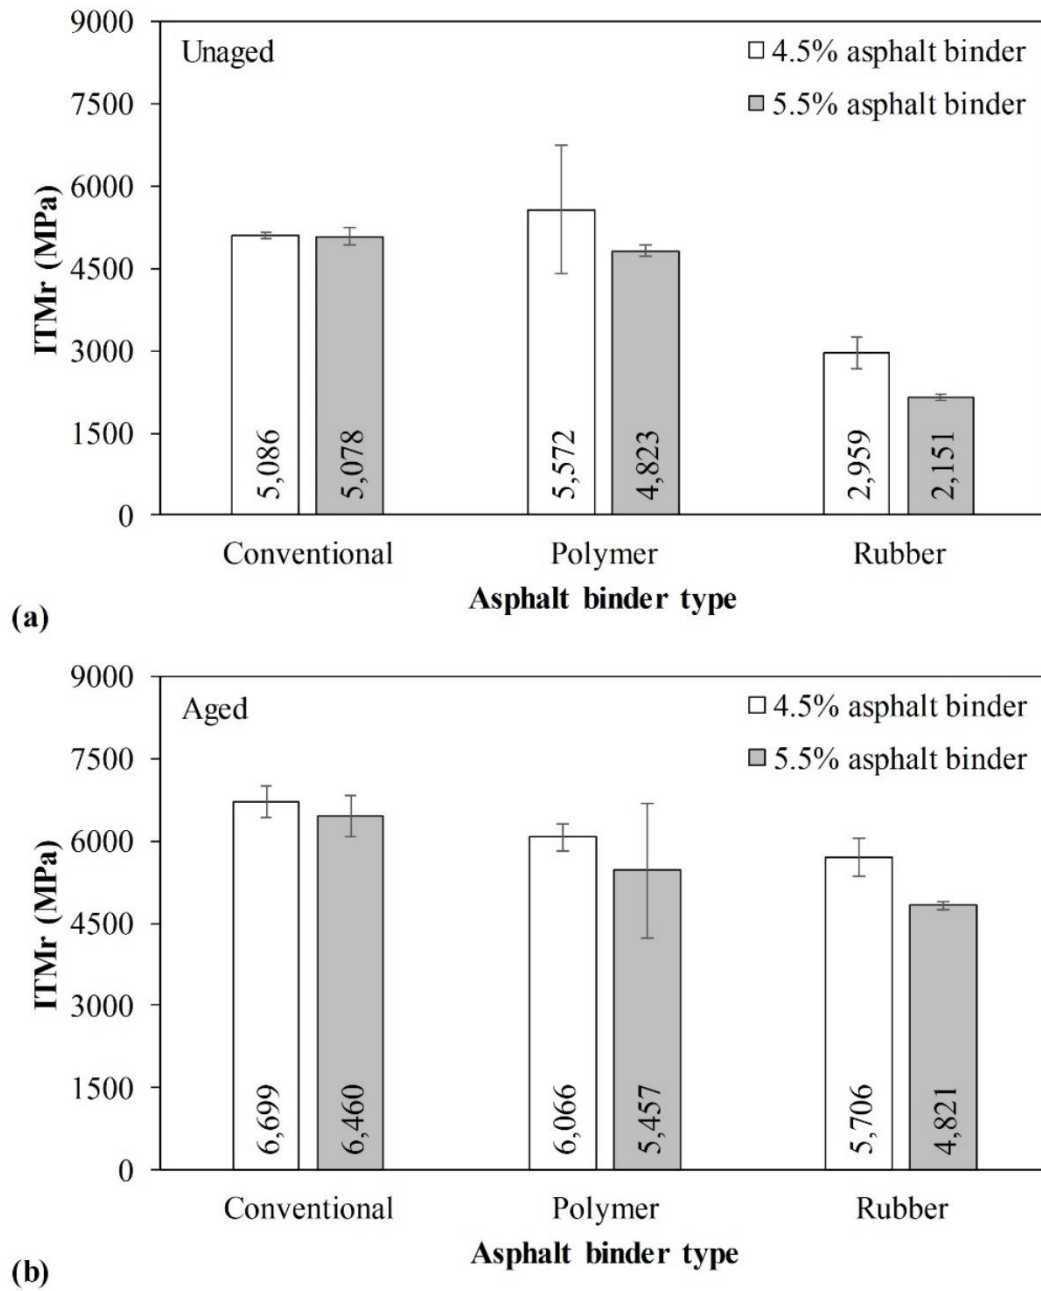 9000
Unaged
4.5% asphalt binder
7500
5.5% asphalt binder
6000
4500
3000
1500
0
ITMr (MPa)
5,086
5,078
5,572
4,823
2,959
2,151
Conventional Polymer Rubber
Asphalt binder type
(a)
9000
Aged
4.5% asphalt binder
7500
5.5% asphalt binder
6000
4500
3000
1500
0
ITMr (MPa)
6,699
6,460
6,066
5,457
5,706
4,821
Conventional Polymer Rubber
Asphalt binder type
(b)